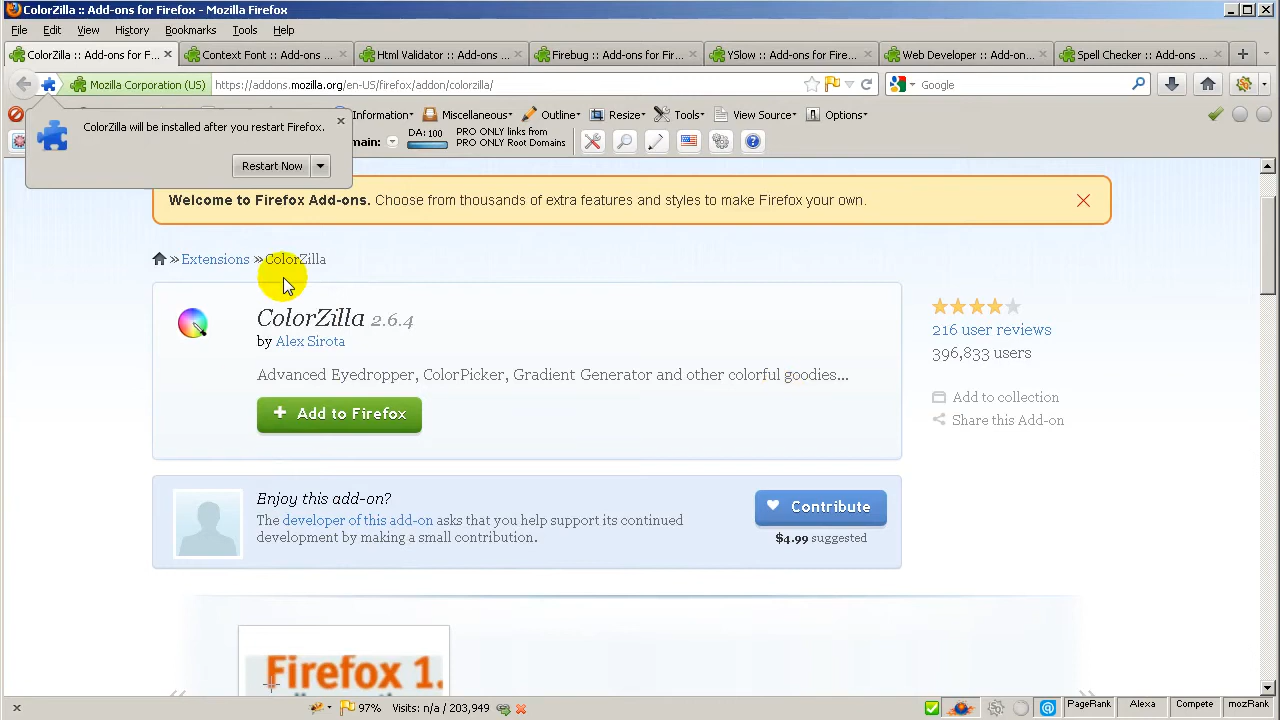 ColorZilla :: Add-ons for Firefox - Mozilla Firefox
File Edit View History Bookmarks Tools Help
ColorZilla :: Add-ons for F... × Context Font :: Add-ons ... × Html Validator :: Add-ons ... × Firebug :: Add-ons for Fir... × YSlow :: Add-ons for Fire... × Web Developer :: Add-on... × Spell Checker :: Add-ons ... ×
Mozilla Corporation (US) https://addons.mozilla.org/en-US/firefox/addon/colorzilla/ Google
Information Miscellaneous Outline Resize Tools View Source Options
ColorZilla will be installed after you restart Firefox.
Restart Now
main: DA: 100 PRO ONLY links from
PRO ONLY Root Domains
Welcome to Firefox Add-ons. Choose from thousands of extra features and styles to make Firefox your own.
» Extensions » ColorZilla
ColorZilla 2.6.4
by Alex Sirota
Advanced Eyedropper, ColorPicker, Gradient Generator and other colorful goodies...
+ Add to Firefox
216 user reviews
396,833 users
Add to collection
Share this Add-on
Enjoy this add-on?
The developer of this add-on asks that you help support its continued
development by making a small contribution.
Contribute
$4.99 suggested
Firefox 1.
97% Visits: n/a / 203,949 PageRank Alexa Compete mozRank